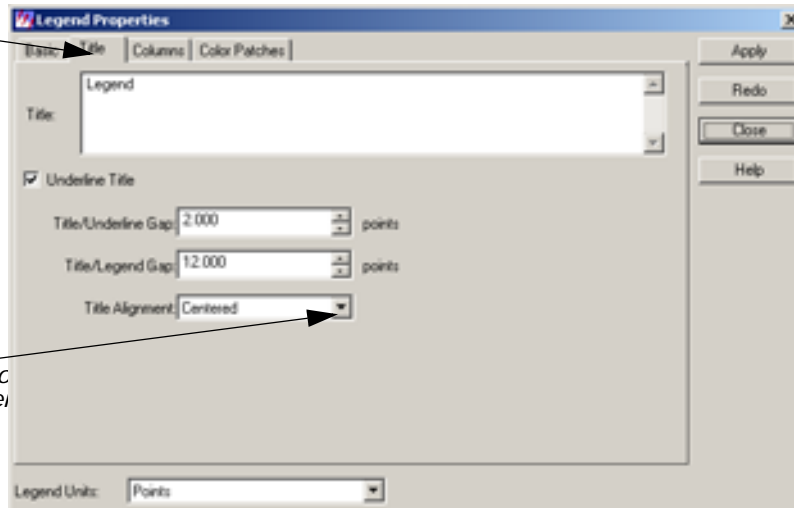 Legend Properties
Basic Title Columns Color Patches
Apply
Legend
Title:
Redo
Close
Help
Underline Title
Title/Underline Gap: 2.000 points
Title/Legend Gap: 12.000 points
Title Alignment: Centered
Legend Units: Points